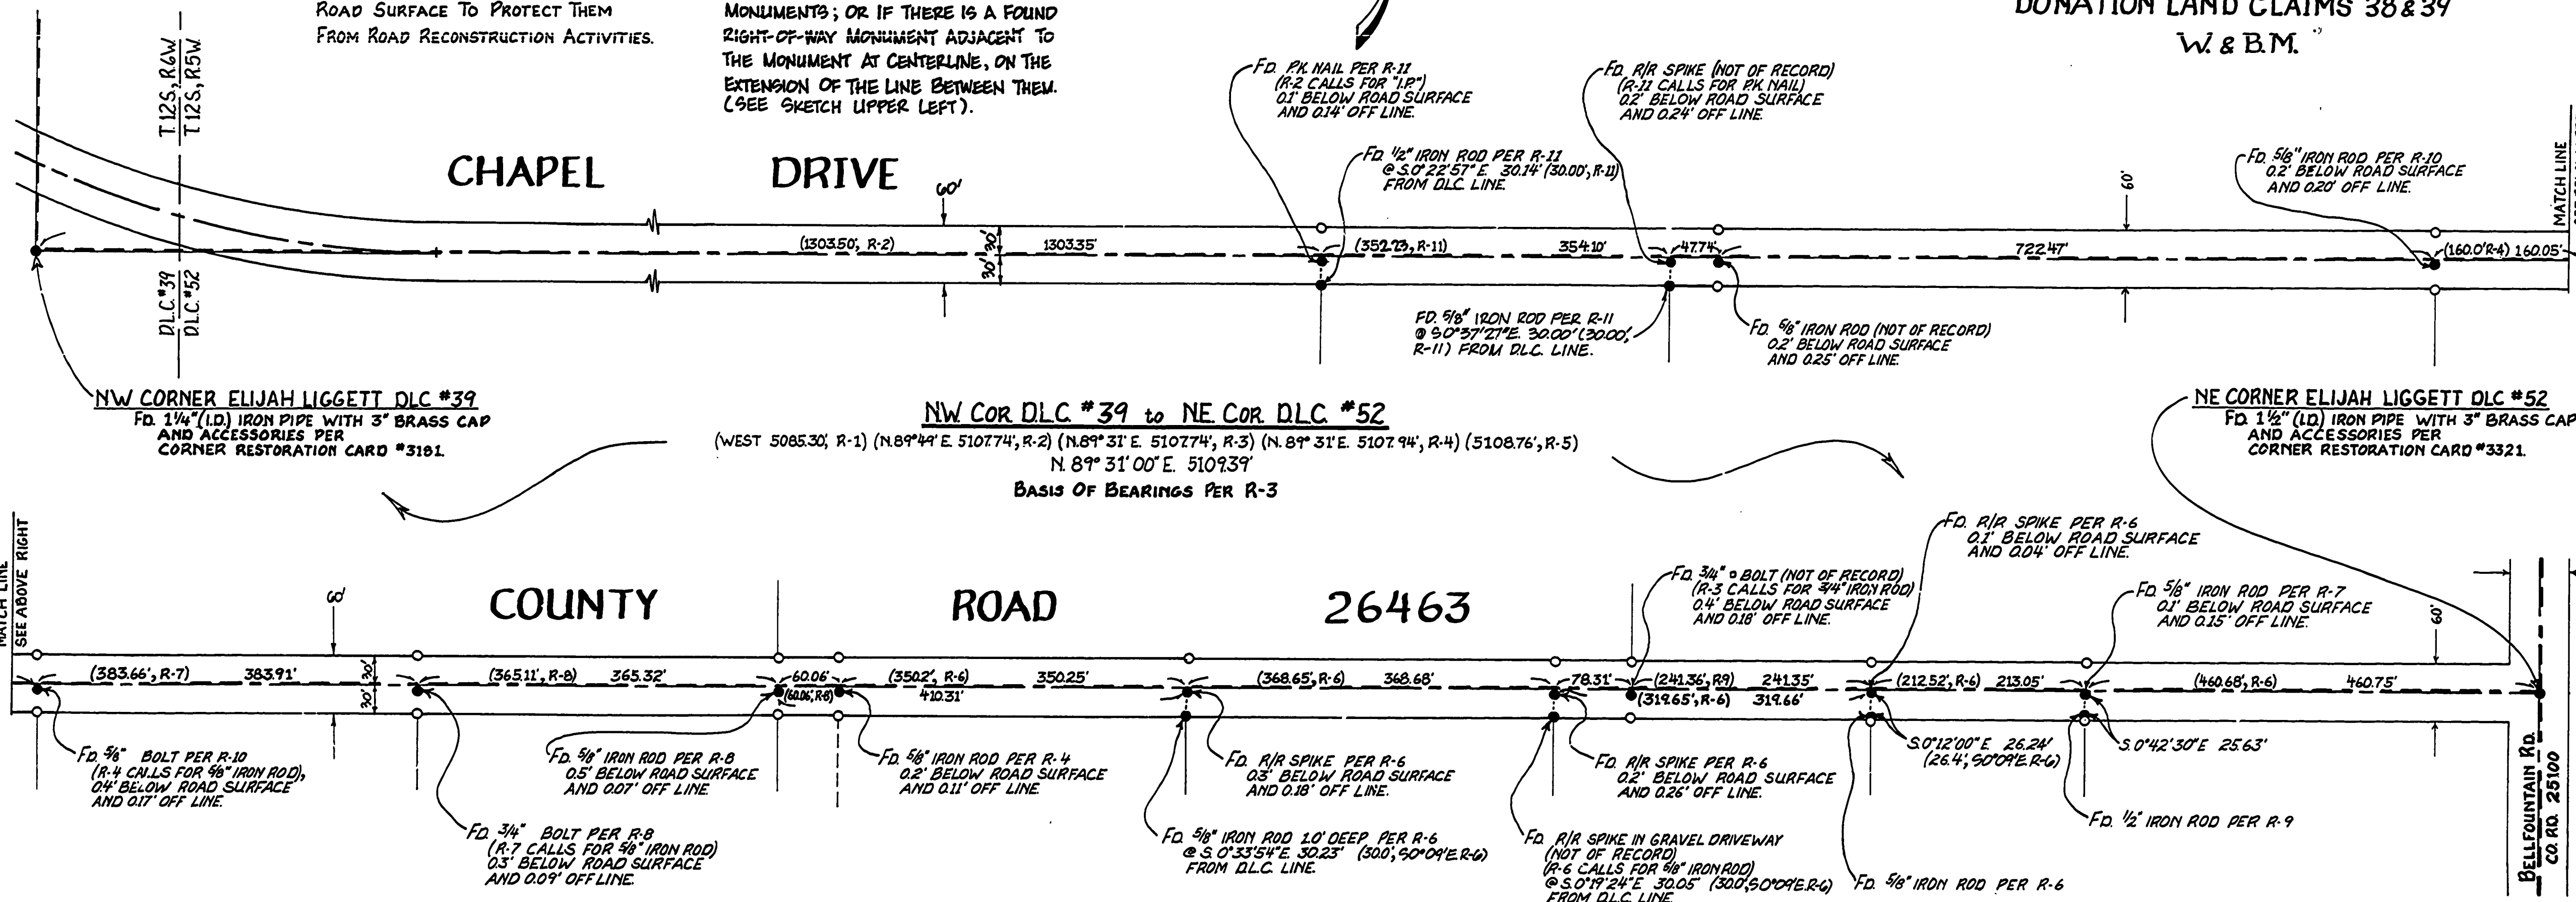 ROAD SURFACE TO PROTECT THEM
FROM ROAD RECONSTRUCTION ACTIVITIES.
MONUMENTS; OR IF THERE IS A FOUND
RIGHT-OF-WAY MONUMENT ADJACENT TO
THE MONUMENT AT CENTERLINE, ON THE
EXTENSION OF THE LINE BETWEEN THEM.
(SEE SKETCH UPPER LEFT).
DONATION LAND CLAIMS 38 & 39
W. & B.M.
T.12S., R.6W.
T.12S., R.5W.
D.L.C. #39
D.L.C. #52
CHAPEL DRIVE
60'
FD. P.K. NAIL PER R-11
(R-2 CALLS FOR "I.P.")
0.1' BELOW ROAD SURFACE
AND 0.14' OFF LINE.
FD. R/R SPIKE (NOT OF RECORD)
(R-11 CALLS FOR P.K. NAIL)
0.2' BELOW ROAD SURFACE
AND 0.24' OFF LINE.
FD. 1/2" IRON ROD PER R-11
@ S.0°22'57"E. 30.14' (30.00', R-11)
FROM D.L.C. LINE.
FD. 5/8" IRON ROD PER R-10
0.2' BELOW ROAD SURFACE
AND 0.20' OFF LINE.
60'
MATCH LINE
(1303.50', R-2) 1303.35'
30'
30'
(352.23, R-11) 354.10'
47.74'
722.47'
(160.0' R-4) 160.05'
FD. 5/8" IRON ROD PER R-11
@ S.0°37'27"E. 30.00' (30.00',
R-11) FROM D.L.C. LINE.
FD. 5/8" IRON ROD (NOT OF RECORD)
0.2' BELOW ROAD SURFACE
AND 0.25' OFF LINE.
NW CORNER ELIJAH LIGGETT DLC #39
FD. 1 1/4" (I.D.) IRON PIPE WITH 3" BRASS CAP
AND ACCESSORIES PER
CORNER RESTORATION CARD #3181.
NW. COR D.L.C. #39 to N.E. COR. D.L.C. #52
(WEST 5085.30', R-1) (N.89°49'E. 5107.74', R-2) (N.89°31'E. 5107.74', R-3) (N.89°31'E. 5107.94', R-4) (5108.76', R-5)
N. 89° 31' 00" E. 5109.39'
BASIS OF BEARINGS PER R-3
NE CORNER ELIJAH LIGGETT DLC #52
FD. 1 1/2" (I.D.) IRON PIPE WITH 3" BRASS CAP
AND ACCESSORIES PER
CORNER RESTORATION CARD #3321.
MATCH LINE
SEE ABOVE RIGHT
60'
COUNTY ROAD 26463
FD. R/R SPIKE PER R-6
0.1' BELOW ROAD SURFACE
AND 0.04' OFF LINE.
FD. 3/4" BOLT (NOT OF RECORD)
(R-3 CALLS FOR 3/4" IRON ROD)
0.4' BELOW ROAD SURFACE
AND 0.18' OFF LINE.
FD. 5/8" IRON ROD PER R-7
0.1' BELOW ROAD SURFACE
AND 0.15' OFF LINE.
60'
(383.66', R-7) 383.91'
30'
30'
(365.11', R-8) 365.32'
60.06'
(60.06', R-8)
(350.2', R-6) 350.25'
410.31'
(368.65', R-6) 368.68'
78.31'
(241.36', R9) 241.35'
(319.65', R-6) 319.66'
(212.52', R-6) 213.05'
(460.68', R-6) 460.75'
FD. 5/8" BOLT PER R-10
(R-4 CALLS FOR 5/8" IRON ROD),
0.4' BELOW ROAD SURFACE
AND 0.17' OFF LINE.
FD. 5/8" IRON ROD PER R-8
0.5' BELOW ROAD SURFACE
AND 0.07' OFF LINE.
FD. 5/8" IRON ROD PER R-4
0.2' BELOW ROAD SURFACE
AND 0.11' OFF LINE.
FD. R/R SPIKE PER R-6
0.3' BELOW ROAD SURFACE
AND 0.18' OFF LINE.
FD. R/R SPIKE PER R-6
0.2' BELOW ROAD SURFACE
AND 0.26' OFF LINE.
S.0°12'00"E 26.24'
(26.4', S0°09'E. R-6)
S.0°42'30"E 25.63'
FD. 3/4" BOLT PER R-8
(R-7 CALLS FOR 5/8" IRON ROD)
0.3' BELOW ROAD SURFACE
AND 0.09' OFF LINE.
FD. 5/8" IRON ROD 1.0' DEEP PER R-6
@ S. 0°33'54"E. 30.23' (30.0', S0°09'E. R-6)
FROM D.L.C. LINE.
FD. R/R SPIKE IN GRAVEL DRIVEWAY
(NOT OF RECORD)
(R-6 CALLS FOR 5/8" IRON ROD)
@ S.0°19'24"E 30.05' (30.0', S0°09'E. R-6)
FROM D.L.C. LINE.
FD. 5/8" IRON ROD PER R-6
FD. 1/2" IRON ROD PER R-9
BELLFOUNTAIN RD.
CO. RD. 25100